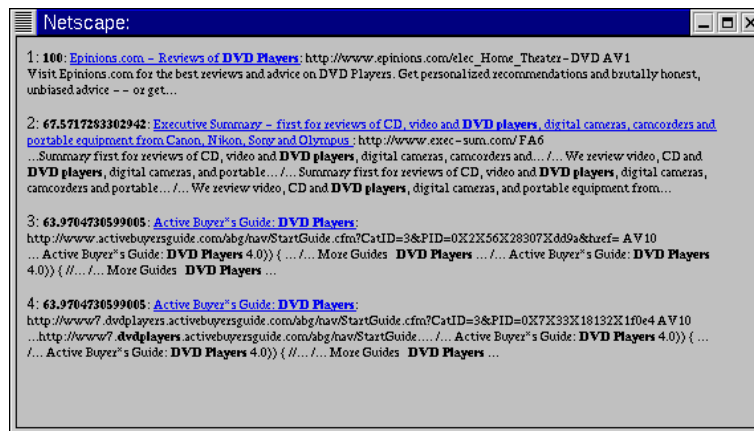 Netscape:
1: 100: Epinions.com – Reviews of DVD Players: http://www.epinions.com/elec_Home_Theater-DVD AV1
Visit Epinions.com for the best reviews and advice on DVD Players. Get personalized recommendations and brutally honest,
unbiased advice – – or get...
2: 67.5717283302942: Executive Summary – first for reviews of CD, video and DVD players, digital cameras, camcorders and
portable equipment from Canon, Nikon, Sony and Olympus : http://www.exec-sum.com/ FA6
...Summary first for reviews of CD, video and DVD players, digital cameras, camcorders and... /... We review video, CD and
DVD players, digital cameras, and portable... /... Summary first for reviews of CD, video and DVD players, digital cameras,
camcorders and portable... /... We review video, CD and DVD players, digital cameras, and portable equipment from...
3: 63.9704730599005: Active Buyer*s Guide: DVD Players:
http://www.activebuyersguide.com/abg/nav/StartGuide.cfm?CatID=3&PID=0X2X56X28307Xdd9a&href= AV10
... Active Buyer*s Guide: DVD Players 4.0)) { ... /... More Guides DVD Players ... /... Active Buyer*s Guide: DVD Players
4.0)) { //... /... More Guides DVD Players ...
4: 63.9704730599005: Active Buyer*s Guide: DVD Players:
http://www7.dvdplayers.activebuyersguide.com/abg/nav/StartGuide.cfm?CatID=3&PID=0X7X33X18132X1f0e4 AV10
...http://www7.dvdplayers.activebuyersguide.com/abg/nav/StartGuide.... /... Active Buyer*s Guide: DVD Players 4.0)) { ...
/... Active Buyer*s Guide: DVD Players 4.0)) { //... /... More Guides DVD Players ...